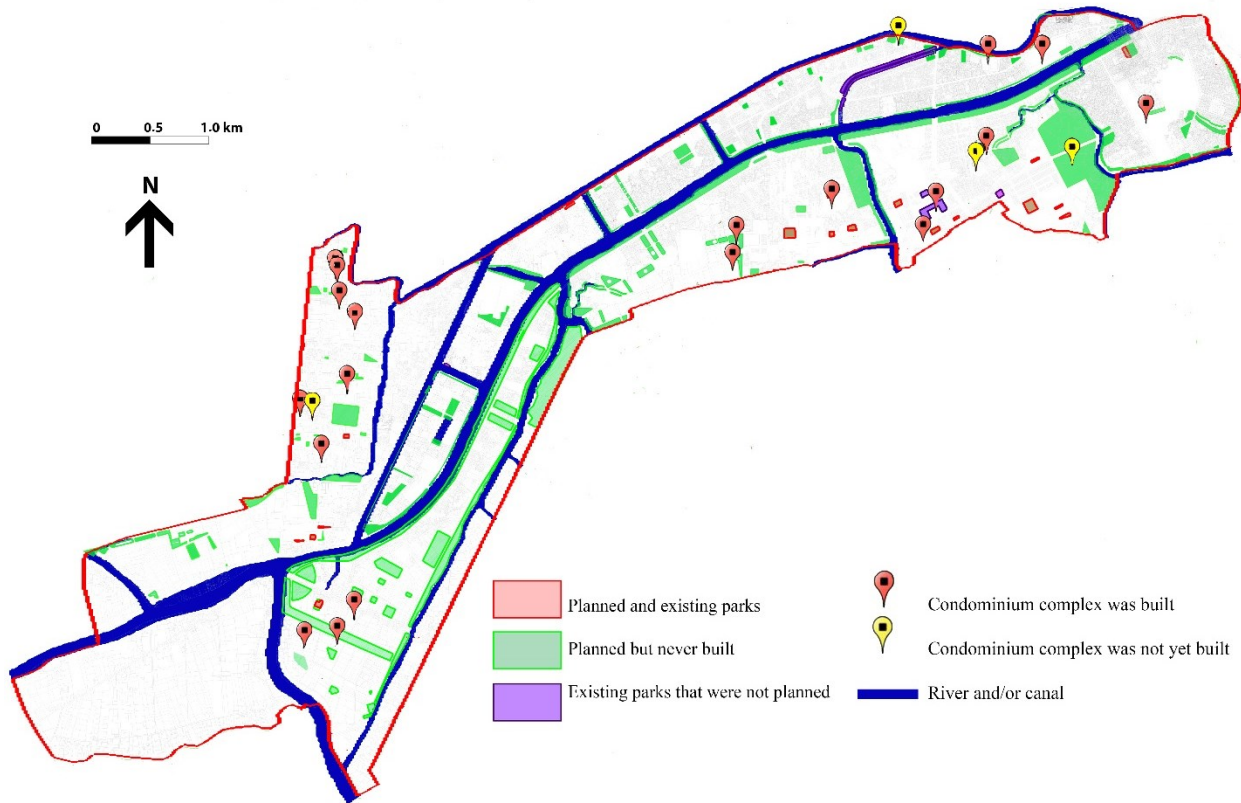 0 0.5 1.0 km
N
Planned and existing parks
Condominium complex was built
Planned but never built
Condominium complex was not yet built
Existing parks that were not planned
River and/or canal